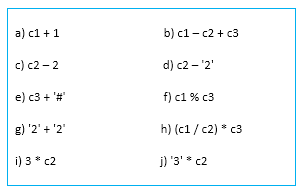 a) c1 + 1 b) c1 – c2 + c3
c) c2 – 2 d) c2 – '2'
e) c3 + '#' f) c1 % c3
g) '2' + '2' h) (c1 / c2) * c3
i) 3 * c2 j) '3' * c2